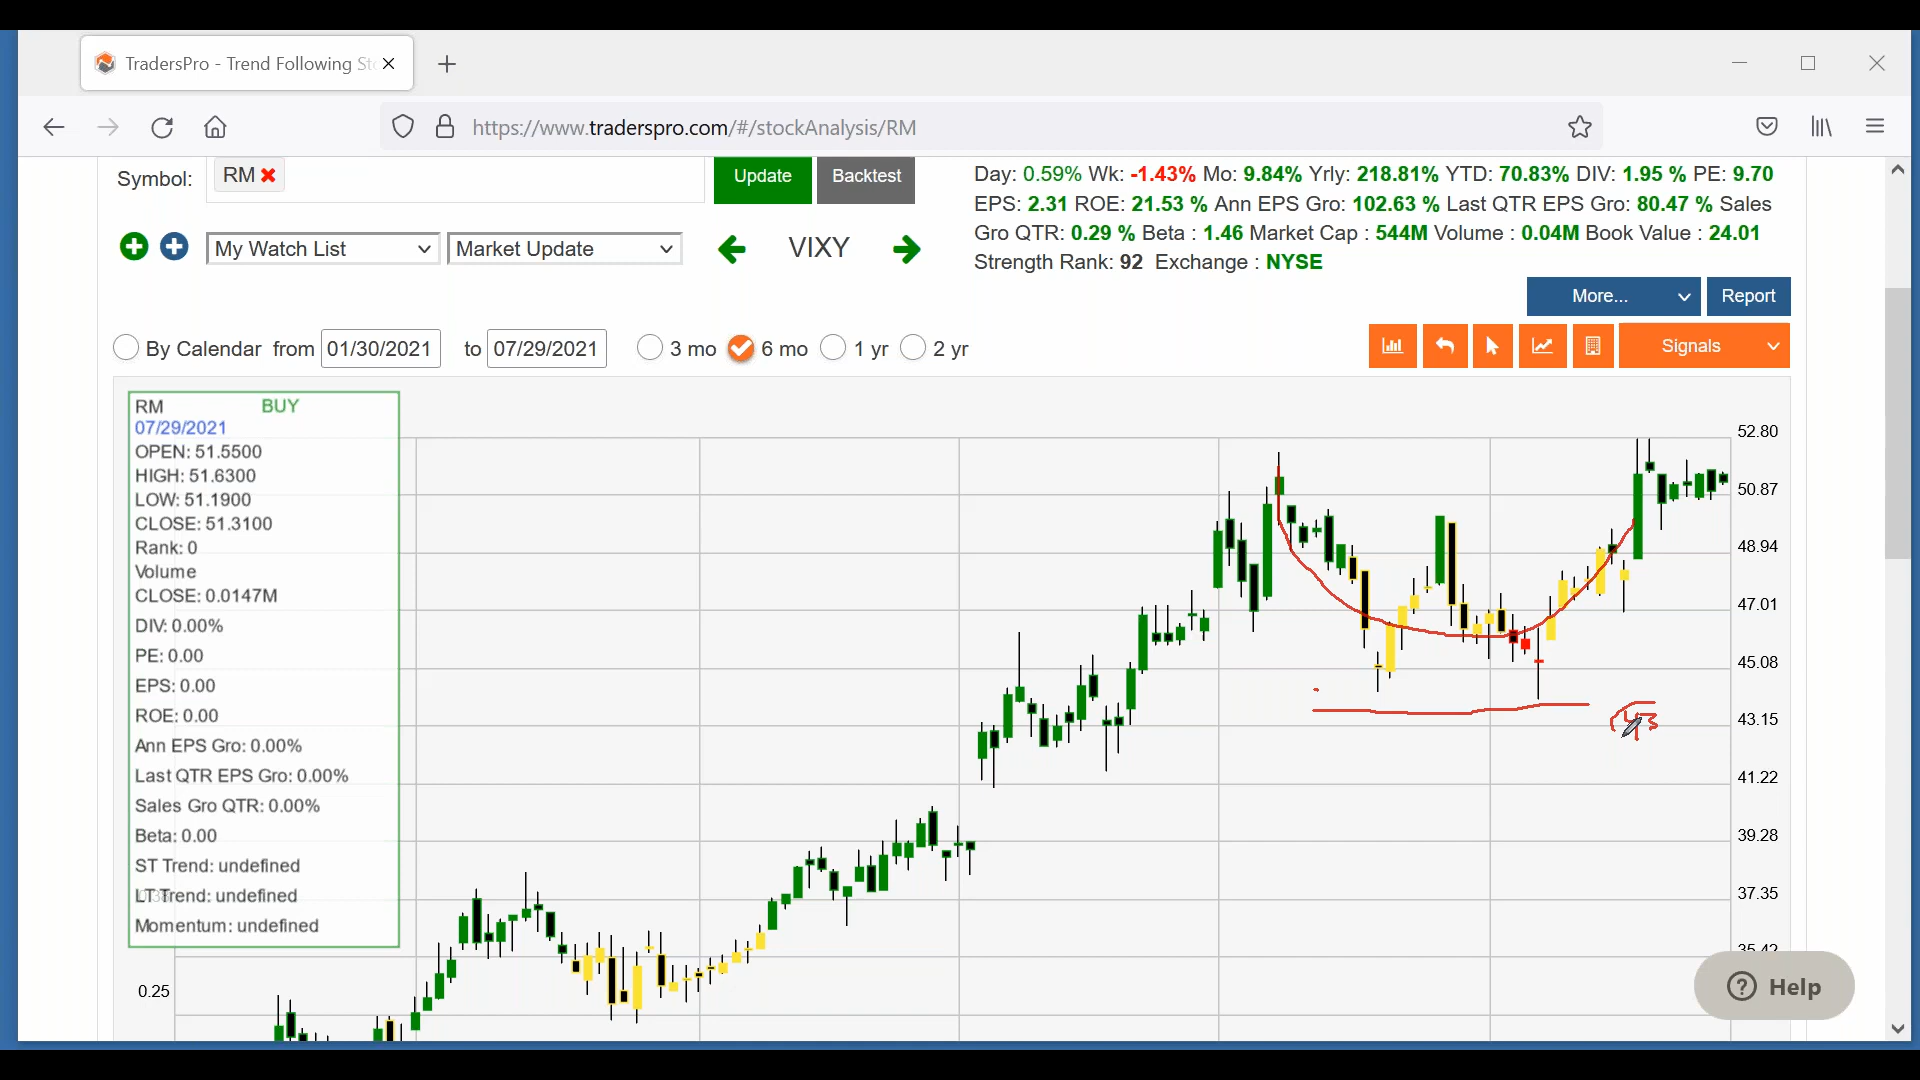 TradersPro - Trend Following St
https://www.traderspro.com/#/stockAnalysis/RM
Symbol: RM Update Backtest
Day: 0.59% Wk: -1.43% Mo: 9.84% Yrly: 218.81% YTD: 70.83% DIV: 1.95 % PE: 9.70
EPS: 2.31 ROE: 21.53 % Ann EPS Gro: 102.63 % Last QTR EPS Gro: 80.47 % Sales
Gro QTR: 0.29 % Beta : 1.46 Market Cap : 544M Volume : 0.04M Book Value : 24.01
Strength Rank: 92 Exchange : NYSE
My Watch List Market Update VIXY
More... Report
By Calendar from 01/30/2021 to 07/29/2021 3 mo 6 mo 1 yr 2 yr
Signals
RM BUY
07/29/2021
OPEN: 51.5500
HIGH: 51.6300
LOW: 51.1900
CLOSE: 51.3100
Rank: 0
Volume
CLOSE: 0.0147M
DIV: 0.00%
PE: 0.00
EPS: 0.00
ROE: 0.00
Ann EPS Gro: 0.00%
Last QTR EPS Gro: 0.00%
Sales Gro QTR: 0.00%
Beta: 0.00
ST Trend: undefined
LT Trend: undefined
Momentum: undefined
0.25
52.80
50.87
48.94
47.01
45.08
43.15
41.22
39.28
37.35
35.42
43
Help